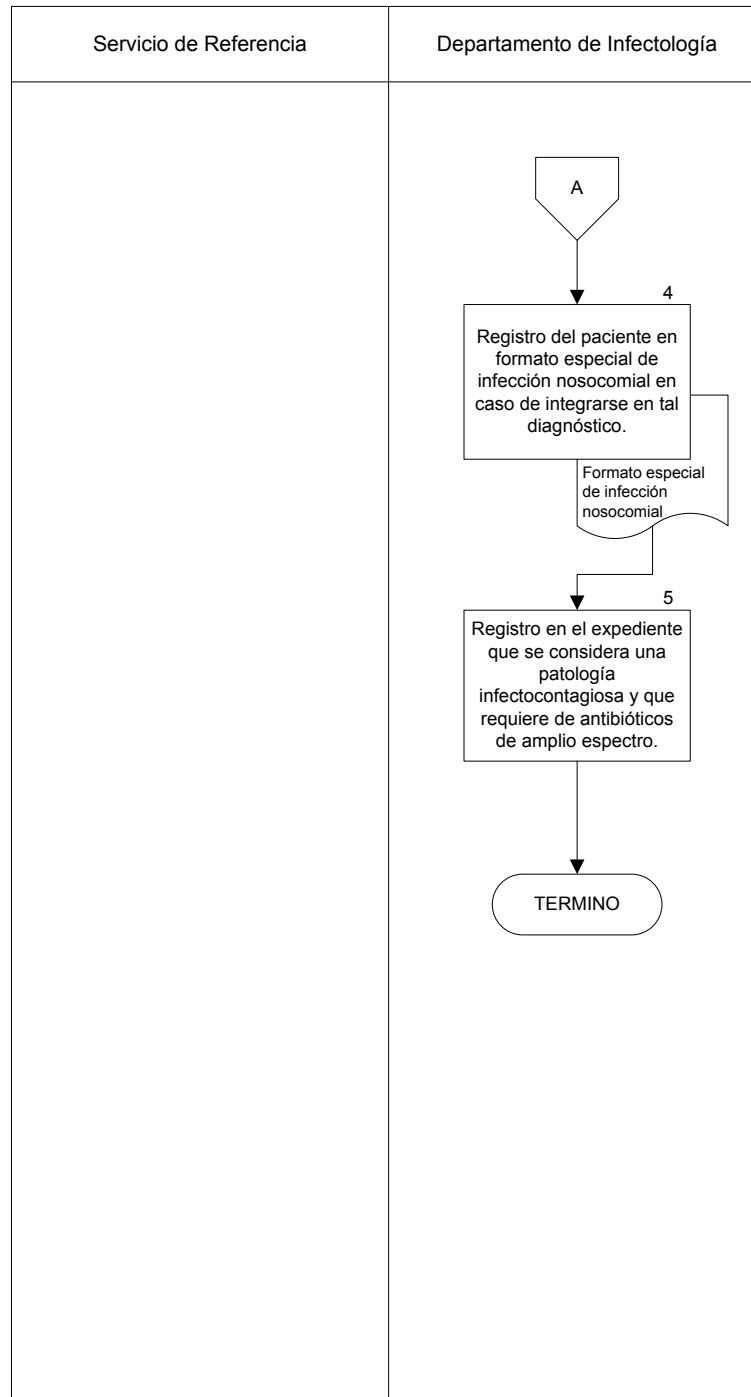 Servicio de Referencia
Departamento de Infectología
A
4
Registro del paciente en
formato especial de
infección nosocomial en
caso de integrarse en tal
diagnóstico.
Formato especial
de infección
nosocomial
5
Registro en el expediente
que se considera una
patología
infectocontagiosa y que
requiere de antibióticos
de amplio espectro.
TERMINO